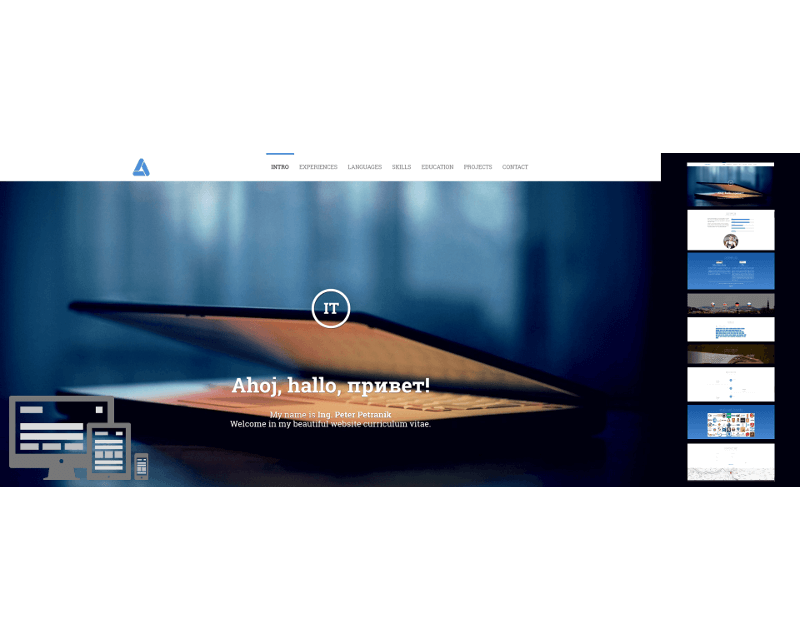 INTRO EXPERIENCES LANGUAGES SKILLS EDUCATION PROJECTS CONTACT
IT
Ahoj, hallo, привет!
My name is Ing. Peter Petranik
Welcome in my beautiful website curriculum vitae.